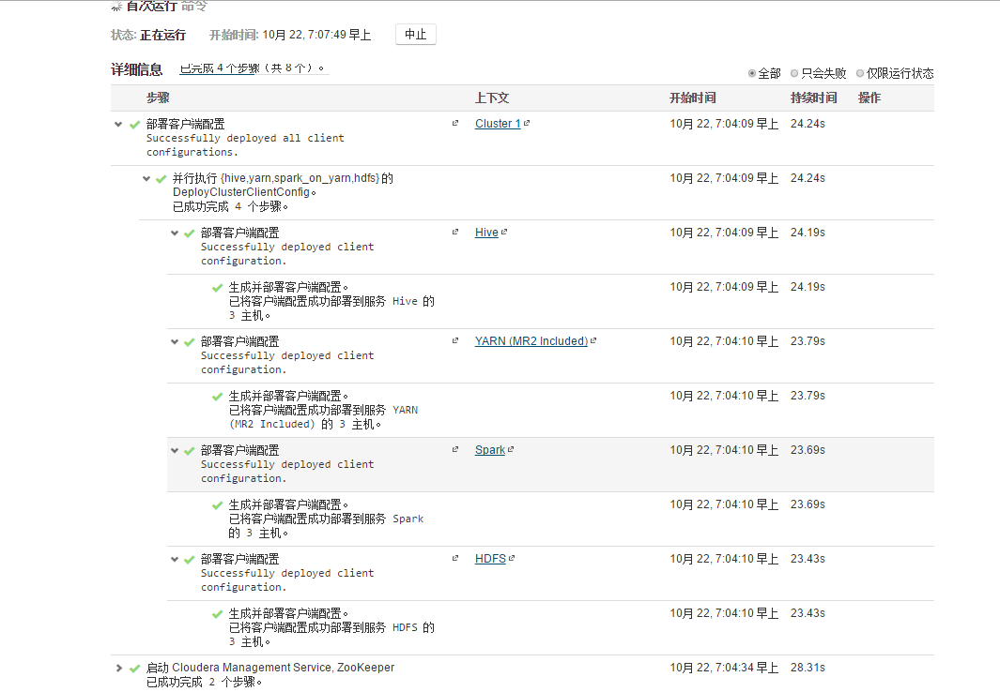 首次运行 命令
状态: 正在运行 开始时间: 10月 22, 7:07:49 早上 中止
详细信息 已完成 4 个步骤（共 8 个）。
全部 只会失败 仅限运行状态
步骤 上下文 开始时间 持续时间 操作
部署客户端配置 Cluster 1 10月 22, 7:04:09 早上 24.24s
Successfully deployed all client
configurations.
并行执行 {hive,yarn,spark_on_yarn,hdfs} 的 10月 22, 7:04:09 早上 24.24s
DeployClusterClientConfig。
已成功完成 4 个步骤。
部署客户端配置 Hive 10月 22, 7:04:09 早上 24.19s
Successfully deployed client
configuration.
生成并部署客户端配置。 10月 22, 7:04:09 早上 24.19s
已将客户端配置成功部署到服务 Hive 的
3 主机。
部署客户端配置 YARN (MR2 Included) 10月 22, 7:04:10 早上 23.79s
Successfully deployed client
configuration.
生成并部署客户端配置。 10月 22, 7:04:10 早上 23.79s
已将客户端配置成功部署到服务 YARN
(MR2 Included) 的 3 主机。
部署客户端配置 Spark 10月 22, 7:04:10 早上 23.69s
Successfully deployed client
configuration.
生成并部署客户端配置。 10月 22, 7:04:10 早上 23.69s
已将客户端配置成功部署到服务 Spark
的 3 主机。
部署客户端配置 HDFS 10月 22, 7:04:10 早上 23.43s
Successfully deployed client
configuration.
生成并部署客户端配置。 10月 22, 7:04:10 早上 23.43s
已将客户端配置成功部署到服务 HDFS 的
3 主机。
启动 Cloudera Management Service, ZooKeeper 10月 22, 7:04:34 早上 28.31s
已成功完成 2 个步骤。